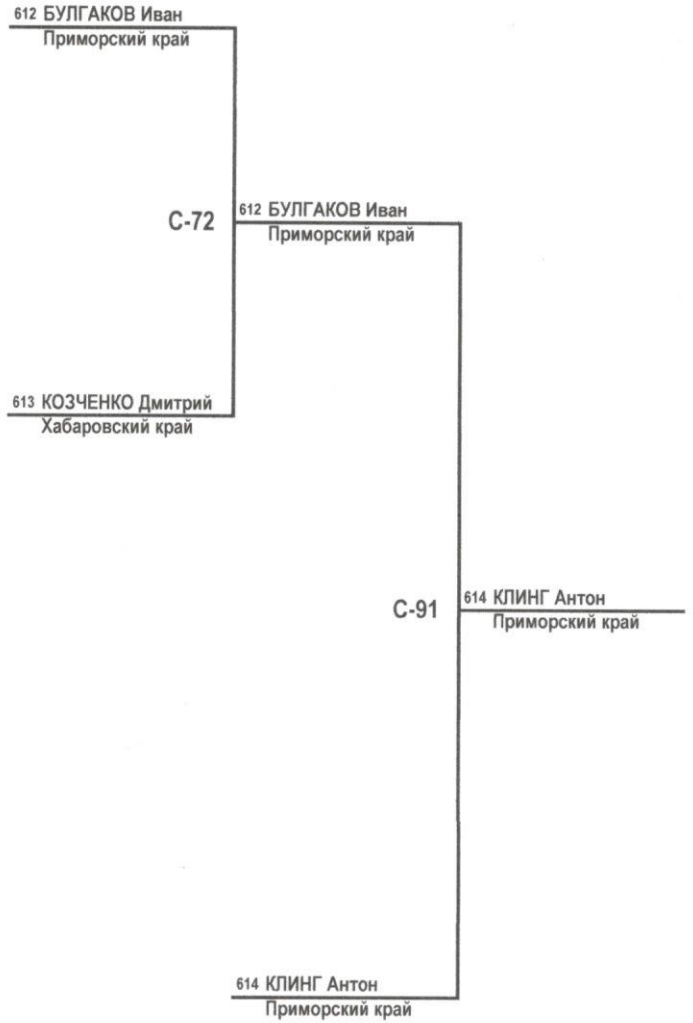 612 БУЛГАКОВ Иван
Приморский край
С-72
612 БУЛГАКОВ Иван
Приморский край
613 КОЗЧЕНКО Дмитрий
Хабаровский край
С-91
614 КЛИНГ Антон
Приморский край
614 КЛИНГ Антон
Приморский край